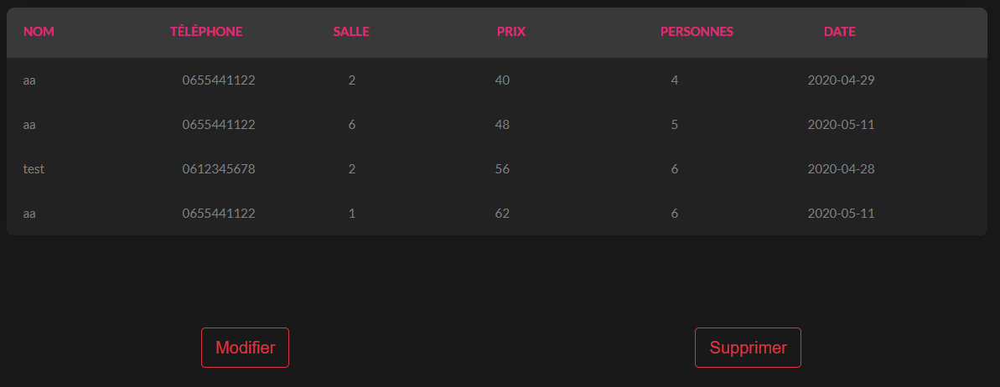 NOM TÉLÉPHONE SALLE PRIX PERSONNES DATE
aa 0655441122 2 40 4 2020-04-29
aa 0655441122 6 48 5 2020-05-11
test 0612345678 2 56 6 2020-04-28
aa 0655441122 1 62 6 2020-05-11
Modifier Supprimer